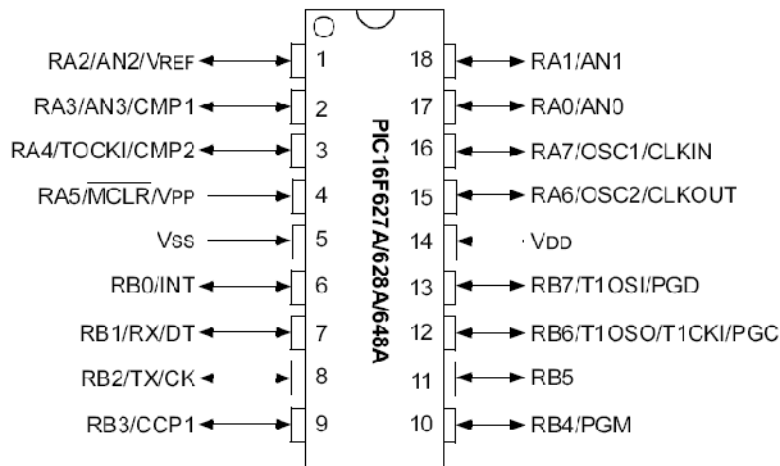 RA2/AN2/VREF 1 18 RA1/AN1
RA3/AN3/CMP1 2 17 RA0/AN0
RA4/TOCKI/CMP2 3 16 RA7/OSC1/CLKIN
RA5/MCLR/VPP 4 15 RA6/OSC2/CLKOUT
VSS 5 14 VDD
RB0/INT 6 13 RB7/T1OSI/PGD
RB1/RX/DT 7 12 RB6/T1OSO/T1CKI/PGC
RB2/TX/CK 8 11 RB5
RB3/CCP1 9 10 RB4/PGM
PIC16F627A/628A/648A